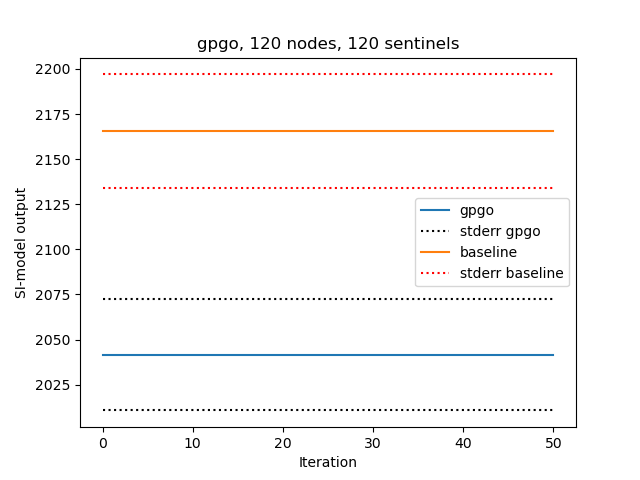 gpgo, 120 nodes, 120 sentinels
2200
2175
2150
2125
2100
2075
2050
2025
SI-model output
gpgo
stderr gpgo
baseline
stderr baseline
0 10 20 30 40 50
Iteration